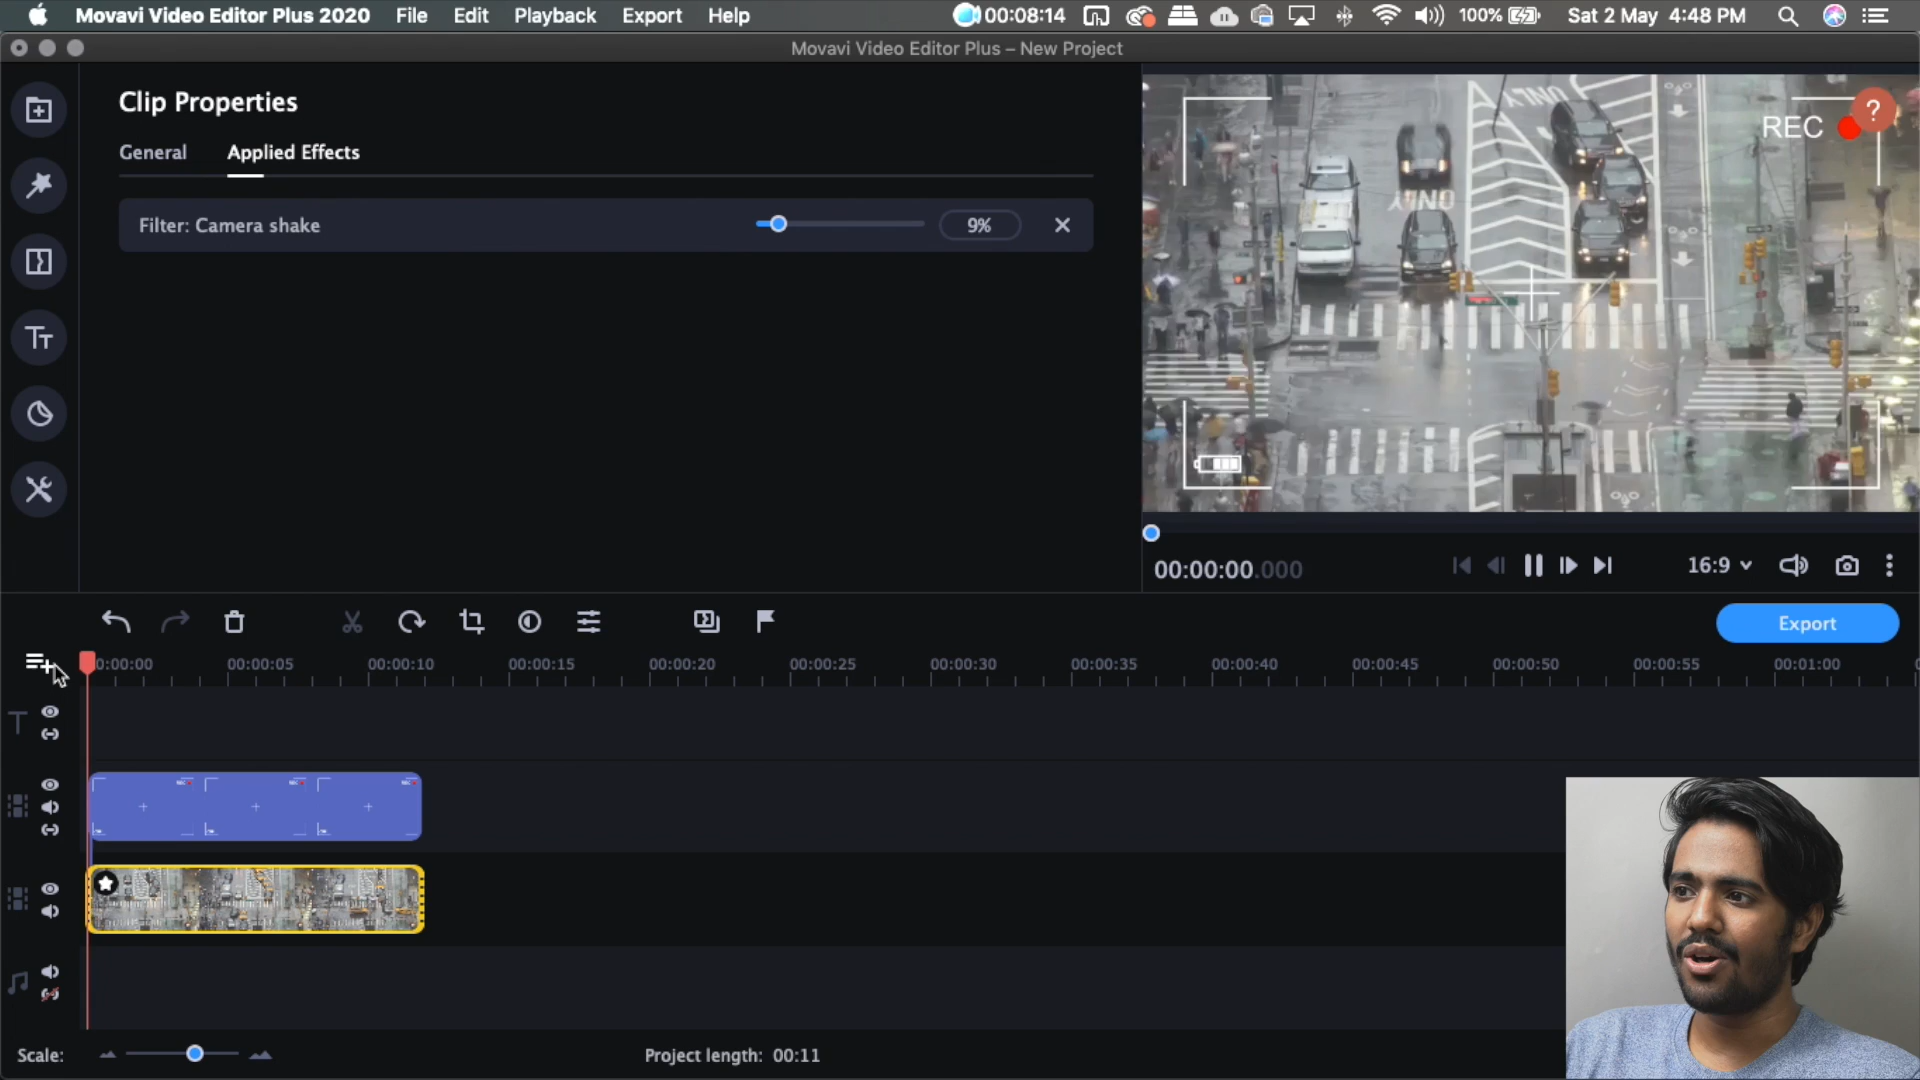 Movavi Video Editor Plus 2020 File Edit Playback Export Help 00:08:14 100% Sat 2 May 4:48 PM
Movavi Video Editor Plus – New Project
Clip Properties
General Applied Effects
Filter: Camera shake 9%
ONLY
REC
?
ONLY
00:00:00.000 16:9
Export
0:00:00 00:00:05 00:00:10 00:00:15 00:00:20 00:00:25 00:00:30 00:00:35 00:00:40 00:00:45 00:00:50 00:00:55 00:01:00
Scale: Project length: 00:11